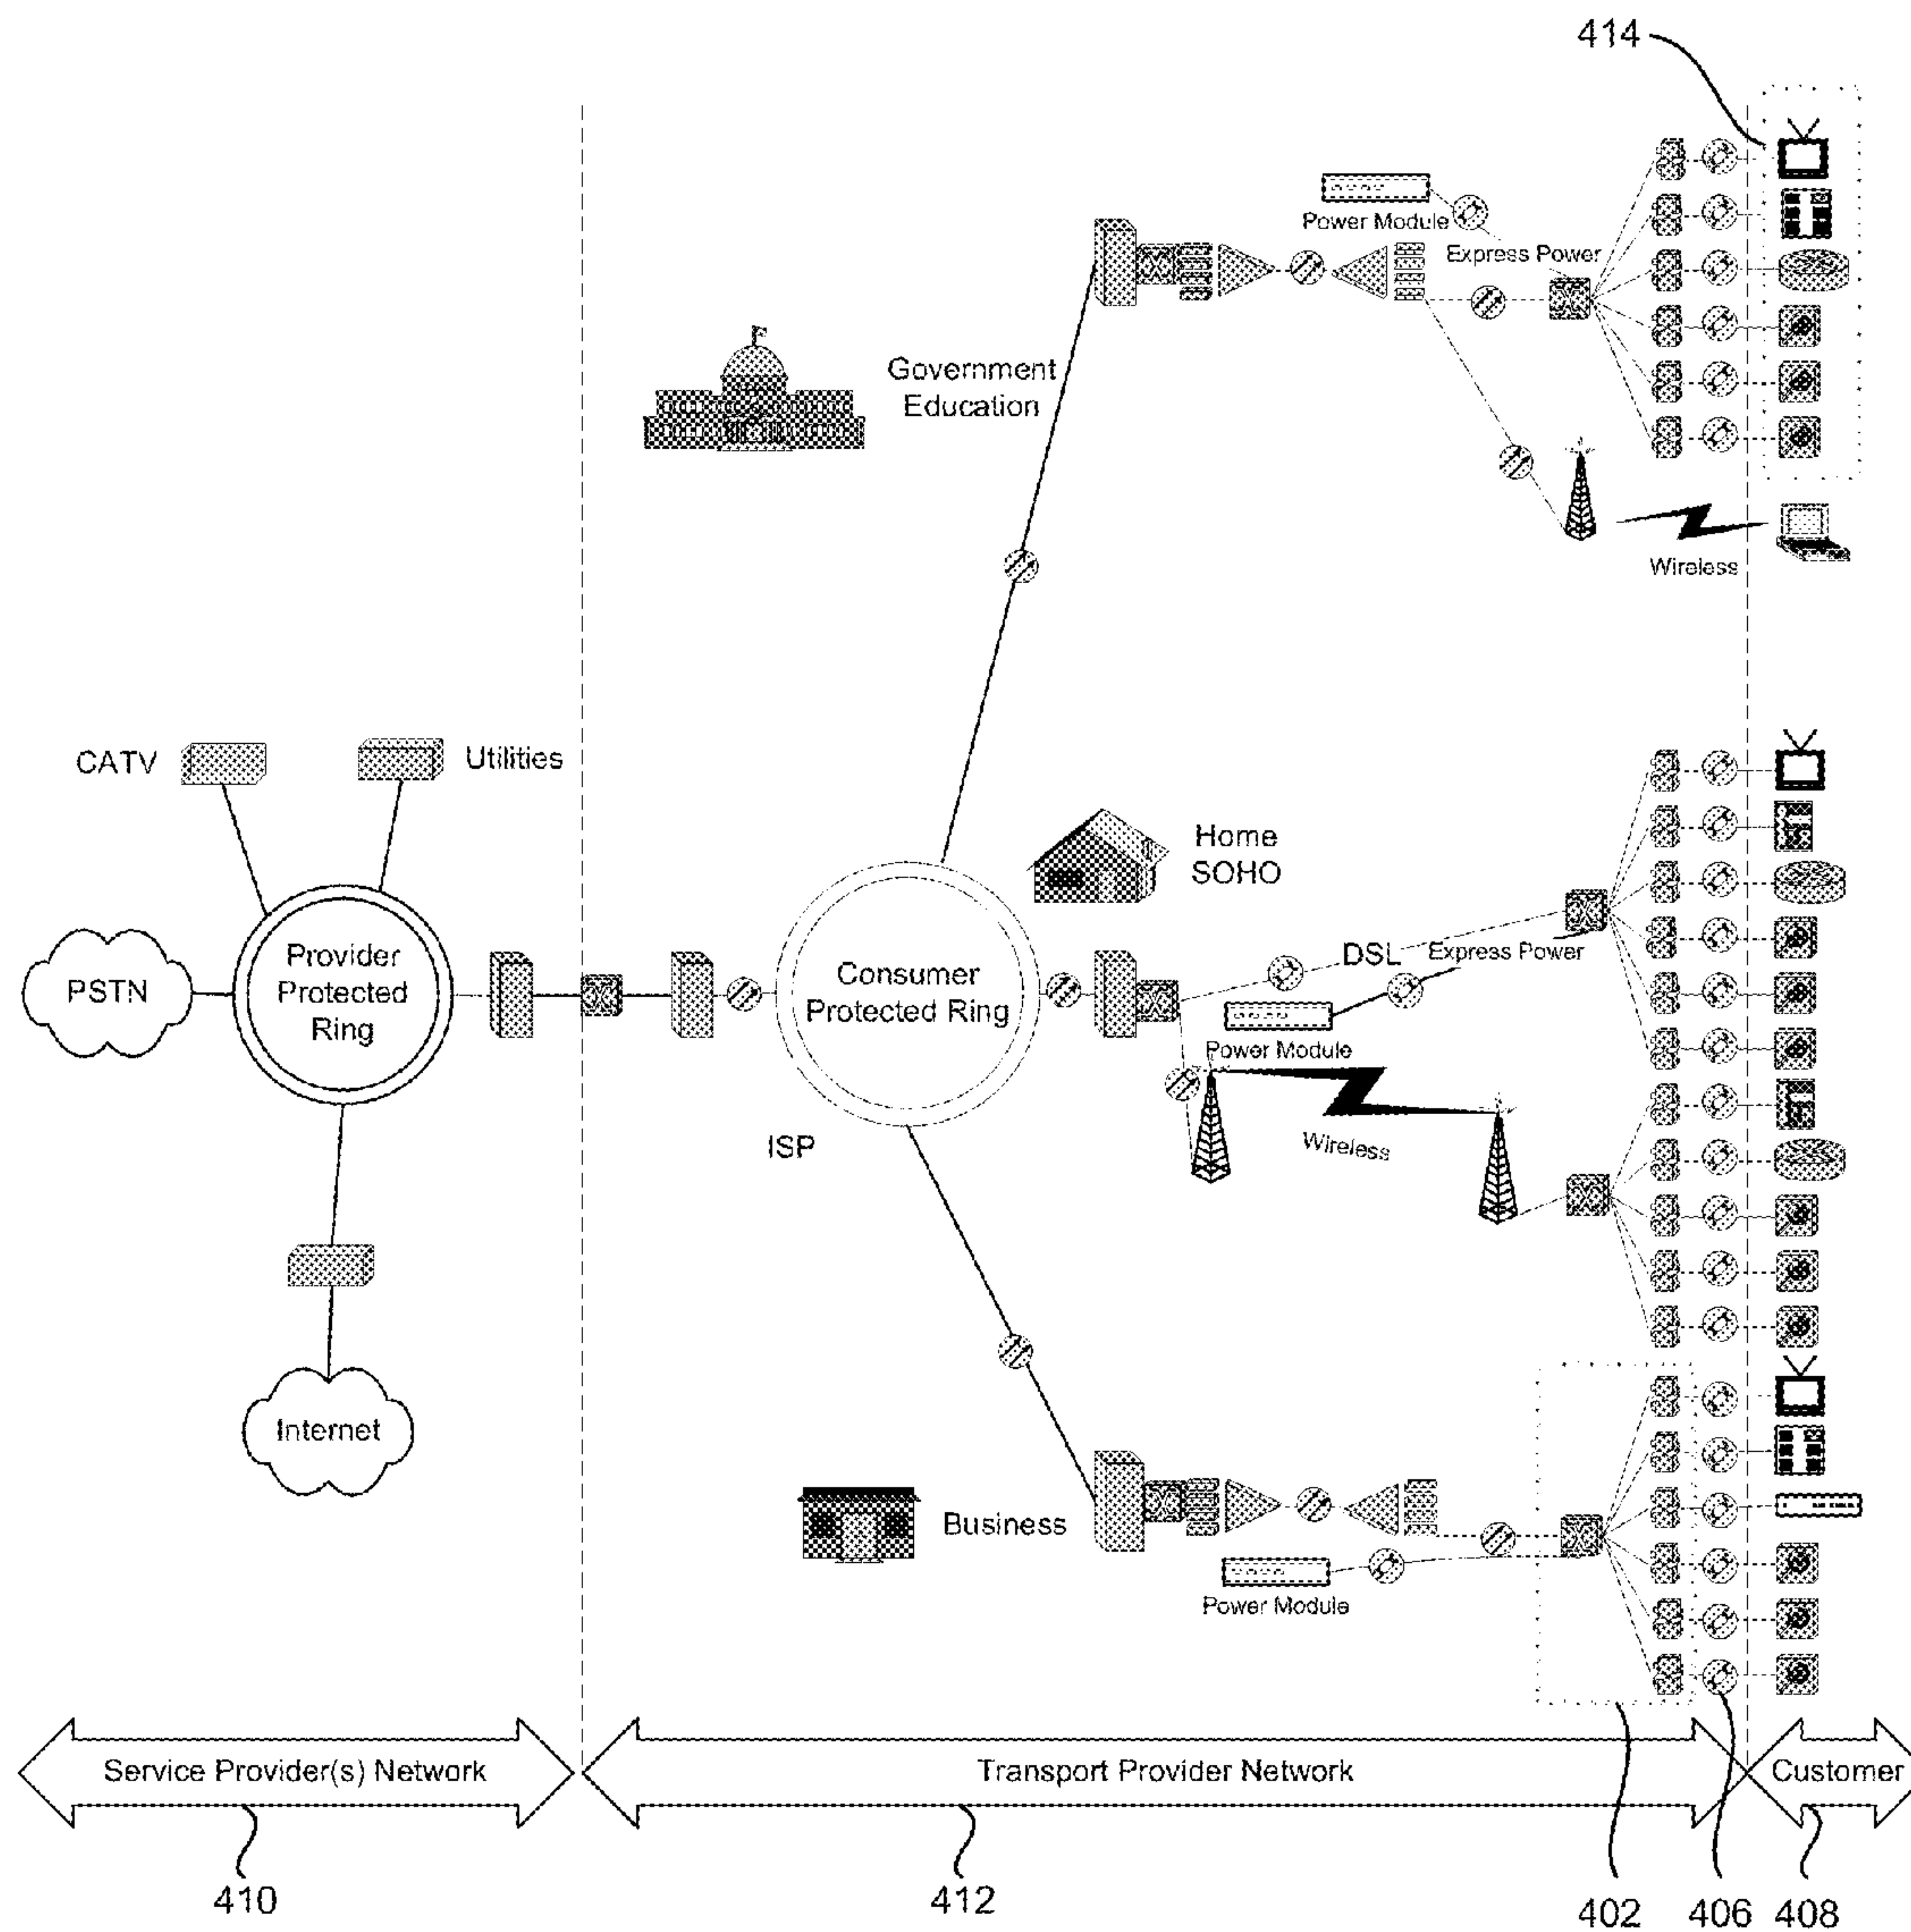 414
Power Module
Express Power
Government
Education
Wireless
CATV
Utilities
Home
SOHO
PSTN
Provider
Protected
Ring
Consumer
Protected Ring
DSL
Express Power
Power Module
ISP
Wireless
Internet
Business
Power Module
Service Provider(s) Network
Transport Provider Network
Customer
410
412
402
406
408